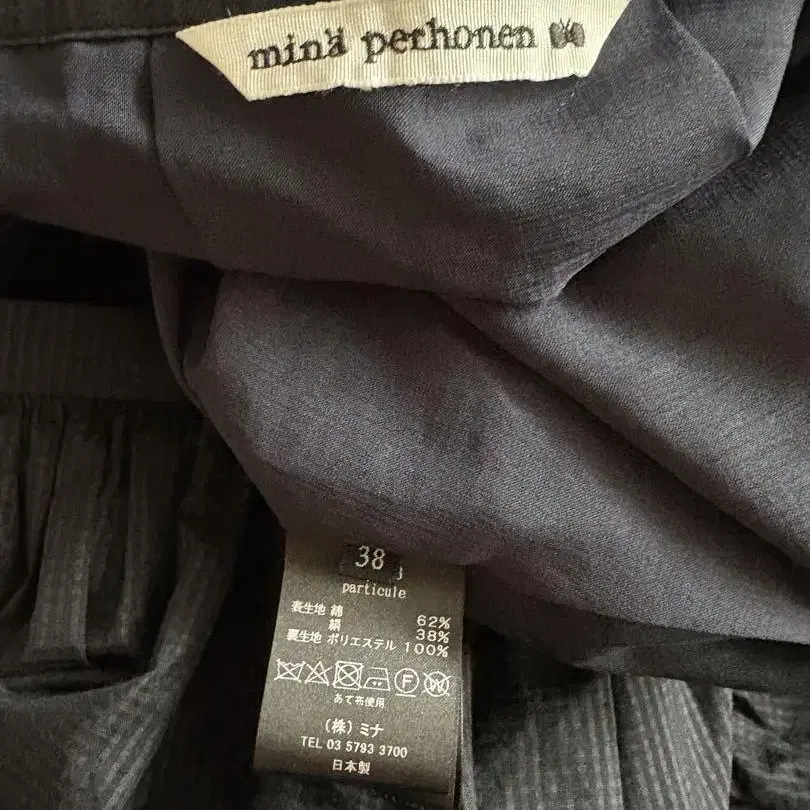 minä perhonen
38
particule
表生地 綿 62%
絹 38%
裏生地 ポリエステル 100%
あて布使用
(株)ミナ
TEL 03 5793 3700
日本製